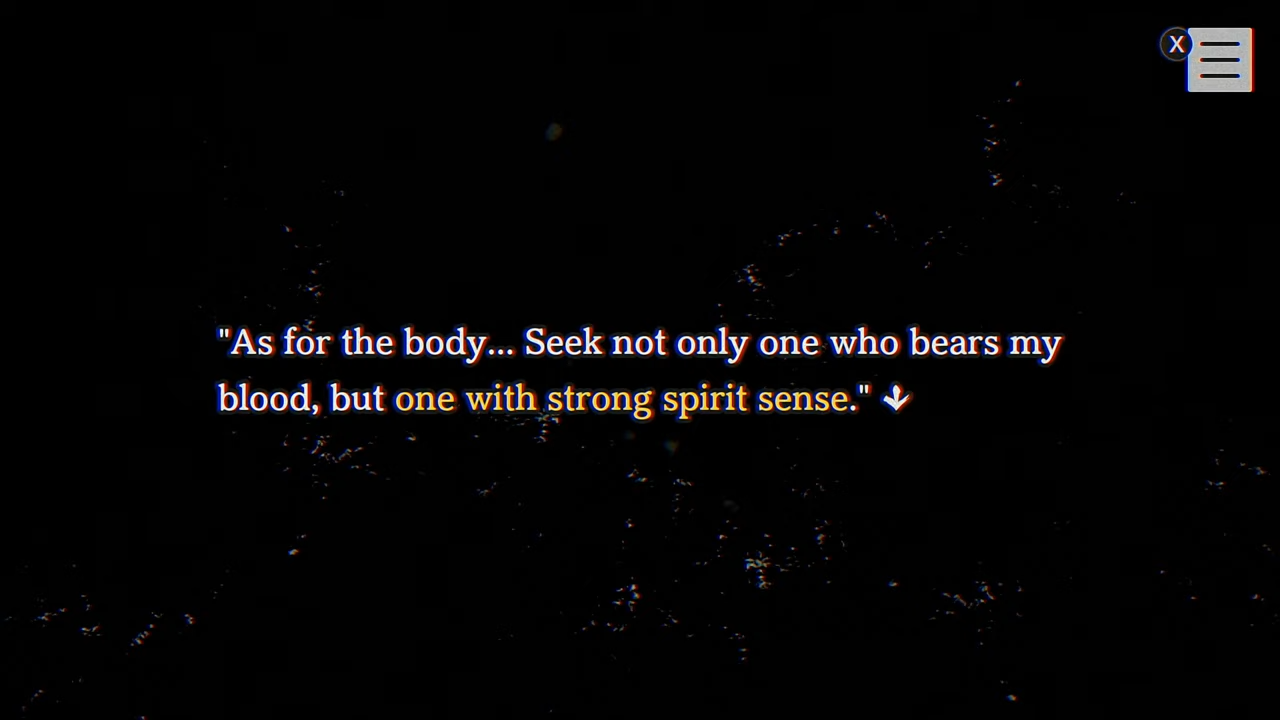 X
"As for the body... Seek not only one who bears my
blood, but one with strong spirit sense."